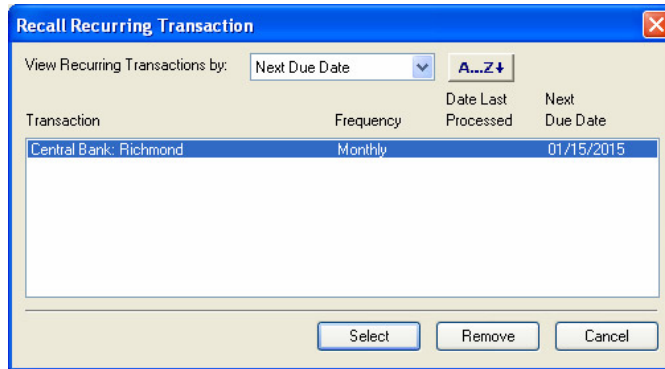 Recall Recurring Transaction
View Recurring Transactions by: Next Due Date A...Z↓
Date Last Next
Transaction Frequency Processed Due Date
Central Bank: Richmond Monthly 01/15/2015
Select Remove Cancel